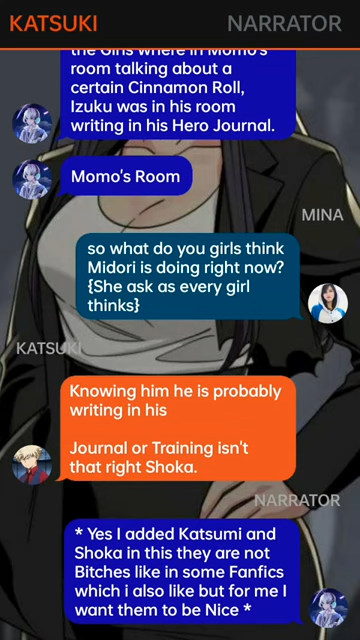 KATSUKI
NARRATOR
the Girls where in Momo's
room talking about a
certain Cinnamon Roll,
Izuku was in his room
writing in his Hero Journal.
Momo's Room
MINA
so what do you girls think
Midori is doing right now?
{She ask as every girl
thinks}
KATSUKI
Knowing him he is probably
writing in his
Journal or Training isn't
that right Shoka.
NARRATOR
* Yes I added Katsumi and
Shoka in this they are not
Bitches like in some Fanfics
which i also like but for me I
want them to be Nice *